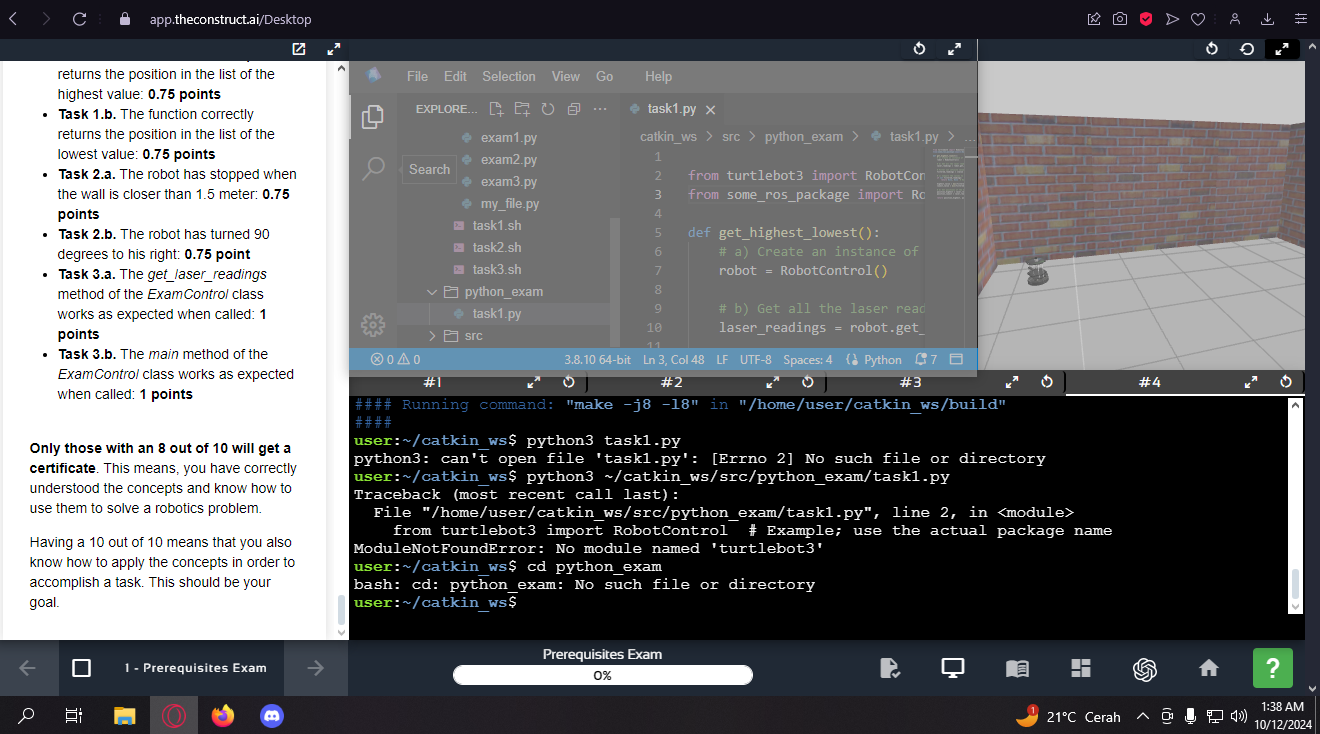 app.theconstruct.ai/Desktop
returns the position in the list of the
highest value: 0.75 points
Task 1.b. The function correctly
returns the position in the list of the
lowest value: 0.75 points
Task 2.a. The robot has stopped when
the wall is closer than 1.5 meter: 0.75
points
Task 2.b. The robot has turned 90
degrees to his right: 0.75 point
Task 3.a. The get_laser_readings
method of the ExamControl class
works as expected when called: 1
points
Task 3.b. The main method of the
ExamControl class works as expected
when called: 1 points
Only those with an 8 out of 10 will get a
certificate. This means, you have correctly
understood the concepts and know how to
use them to solve a robotics problem.
Having a 10 out of 10 means that you also
know how to apply the concepts in order to
accomplish a task. This should be your
goal.
File Edit Selection View Go Help
EXPLORE...
Search
exam1.py
exam2.py
exam3.py
my_file.py
task1.sh
task2.sh
task3.sh
python_exam
task1.py
src
task1.py
catkin_ws > src > python_exam > task1.py > ...
1
2 from turtlebot3 import RobotCon
3 from some_ros_package import Ro
4
5 def get_highest_lowest():
6 # a) Create an instance of
7 robot = RobotControl()
8
9 # b) Get all the laser read
10 laser_readings = robot.get_
11
0 0 3.8.10 64-bit Ln 3, Col 48 LF UTF-8 Spaces: 4 Python 7
#1 #2 #3 #4
#### Running command: "make -j8 -l8" in "/home/user/catkin_ws/build"
####
user:~/catkin_ws$ python3 task1.py
python3: can't open file 'task1.py': [Errno 2] No such file or directory
user:~/catkin_ws$ python3 ~/catkin_ws/src/python_exam/task1.py
Traceback (most recent call last):
File "/home/user/catkin_ws/src/python_exam/task1.py", line 2, in <module>
from turtlebot3 import RobotControl # Example; use the actual package name
ModuleNotFoundError: No module named 'turtlebot3'
user:~/catkin_ws$ cd python_exam
bash: cd: python_exam: No such file or directory
user:~/catkin_ws$
1 - Prerequisites Exam
Prerequisites Exam
0%
?
1
21°C Cerah
1:38 AM
10/12/2024